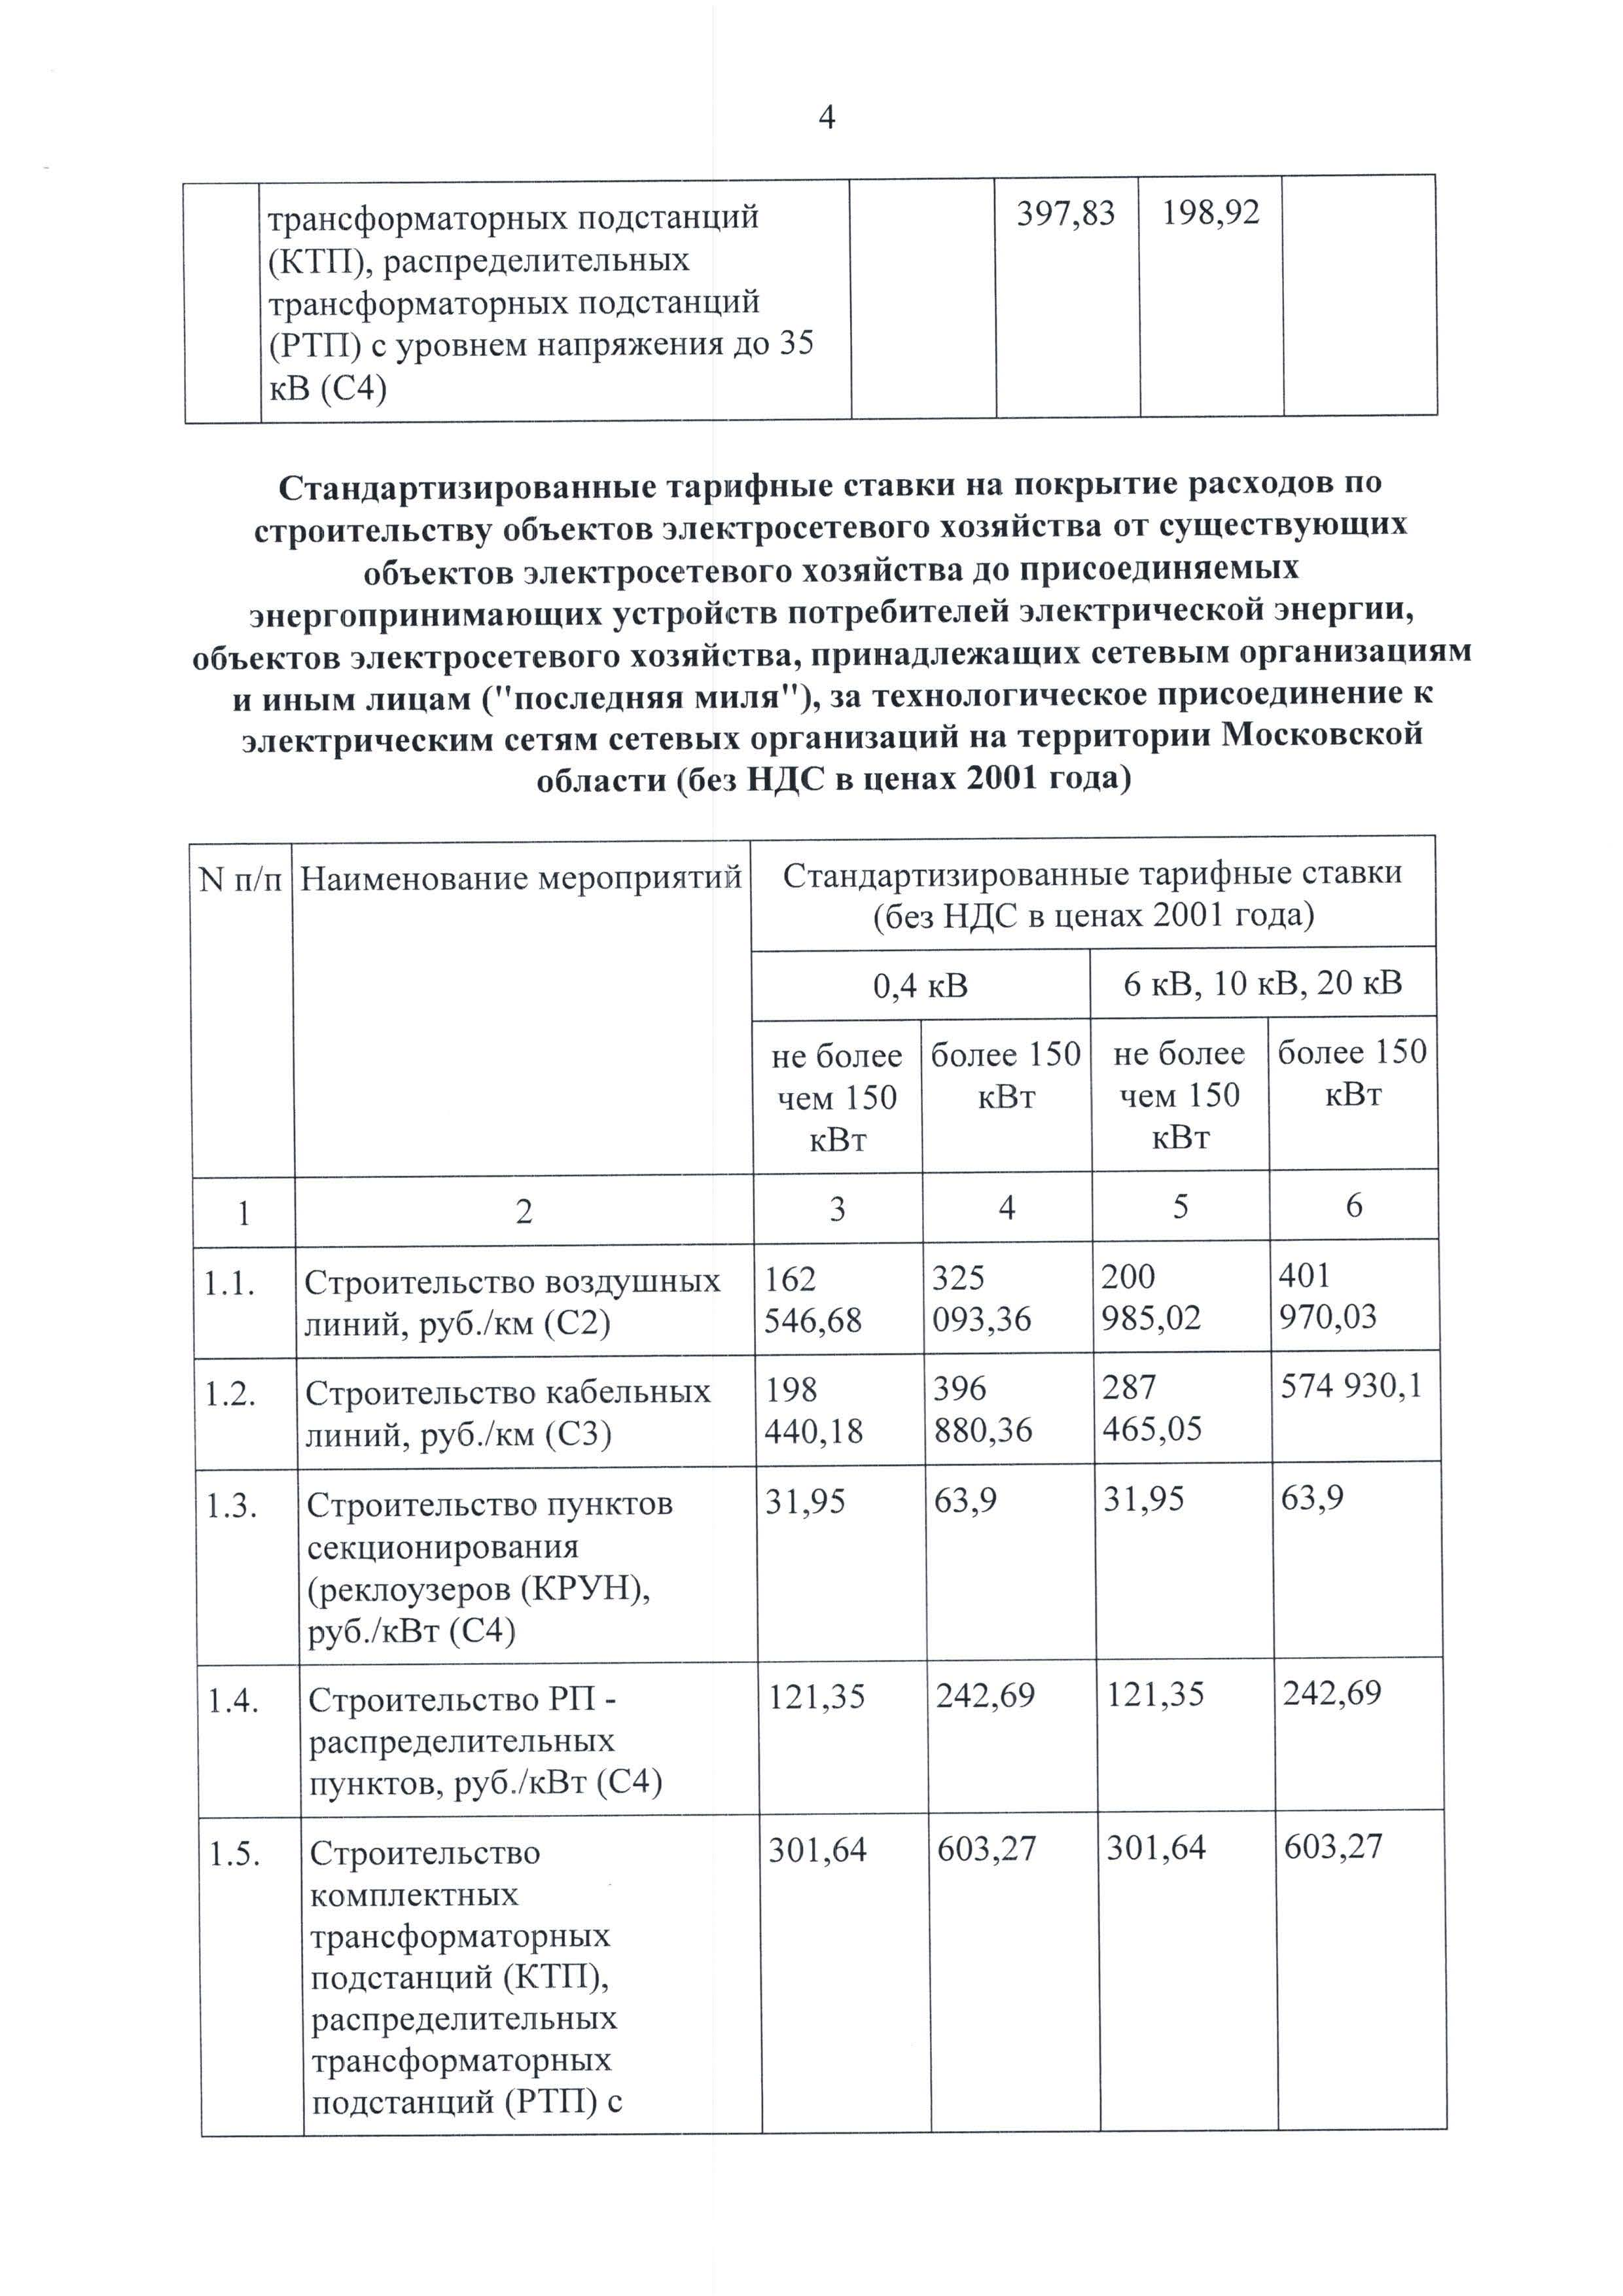 4
трансформаторных подстанций
(КТП), распределительных
трансформаторных подстанций
(РТП) с уровнем напряжения до 35
кВ (С4)
397,83
198,92
Стандартизированные тарифные ставки на покрытие расходов по
строительству объектов электросетевого хозяйства от существующих
объектов электросетевого хозяйства до присоединяемых
энергопринимающих устройств потребителей электрической энергии,
объектов электросетевого хозяйства, принадлежащих сетевым организациям
и иным лицам ("последняя миля"), за технологическое присоединение к
электрическим сетям сетевых организаций на территории Московской
области (без НДС в ценах 2001 года)
N п/п
Наименование мероприятий
Стандартизированные тарифные ставки
(без НДС в ценах 2001 года)
0,4 кВ
6 кВ, 10 кВ, 20 кВ
не более
чем 150
кВт
более 150
кВт
не более
чем 150
кВт
более 150
кВт
1
2
3
4
5
6
1.1.
Строительство воздушных
линий, руб./км (С2)
162
546,68
325
093,36
200
985,02
401
970,03
1.2.
Строительство кабельных
линий, руб./км (С3)
198
440,18
396
880,36
287
465,05
574 930,1
1.3.
Строительство пунктов
секционирования
(реклоузеров (КРУН),
руб./кВт (С4)
31,95
63,9
31,95
63,9
1.4.
Строительство РП -
распределительных
пунктов, руб./кВт (С4)
121,35
242,69
121,35
242,69
1.5.
Строительство
комплектных
трансформаторных
подстанций (КТП),
распределительных
трансформаторных
подстанций (РТП) с
301,64
603,27
301,64
603,27